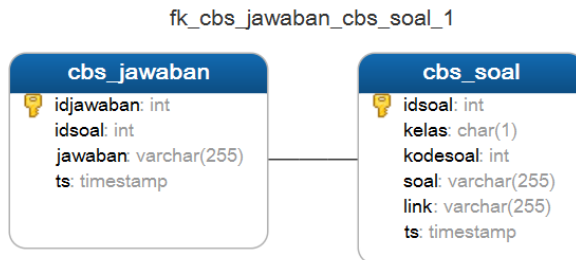 fk_cbs_jawaban_cbs_soal_1
cbs_jawaban
idjawaban: int
idsoal: int
jawaban: varchar(255)
ts: timestamp
cbs_soal
idsoal: int
kelas: char(1)
kodesoal: int
soal: varchar(255)
link: varchar(255)
ts: timestamp